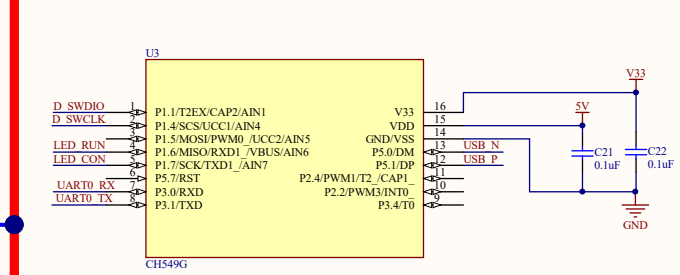 U3
D_SWDIO 1 P1.1/T2EX/CAP2/AIN1 V33 16
D_SWCLK 2 P1.4/SCS/UCC1/AIN4 VDD 15
3 P1.5/MOSI/PWM0_/UCC2/AIN5 GND/VSS 14
LED_RUN 4 P1.6/MISO/RXD1_/VBUS/AIN6 P5.0/DM 13 USB_N
LED_CON 5 P1.7/SCK/TXD1_/AIN7 P5.1/DP 12 USB_P
6 P5.7/RST P2.4/PWM1/T2_/CAP1_ 11
UART0_RX 7 P3.0/RXD P2.2/PWM3/INT0_ 10
UART0_TX 8 P3.1/TXD P3.4/T0 9
CH549G
V33
5V
C21
0.1uF
C22
0.1uF
GND